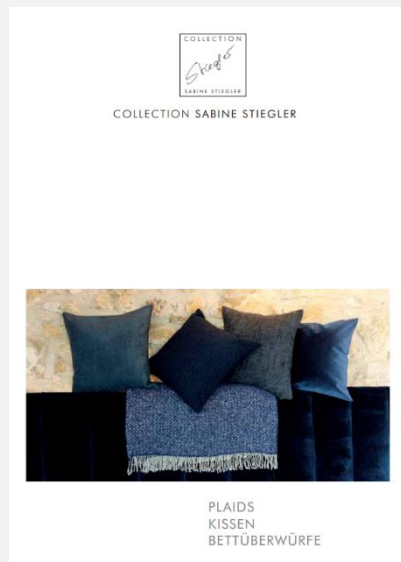 COLLECTION
Stiegler
SABINE STIEGLER
COLLECTION SABINE STIEGLER
PLAIDS
KISSEN
BETTÜBERWÜRFE